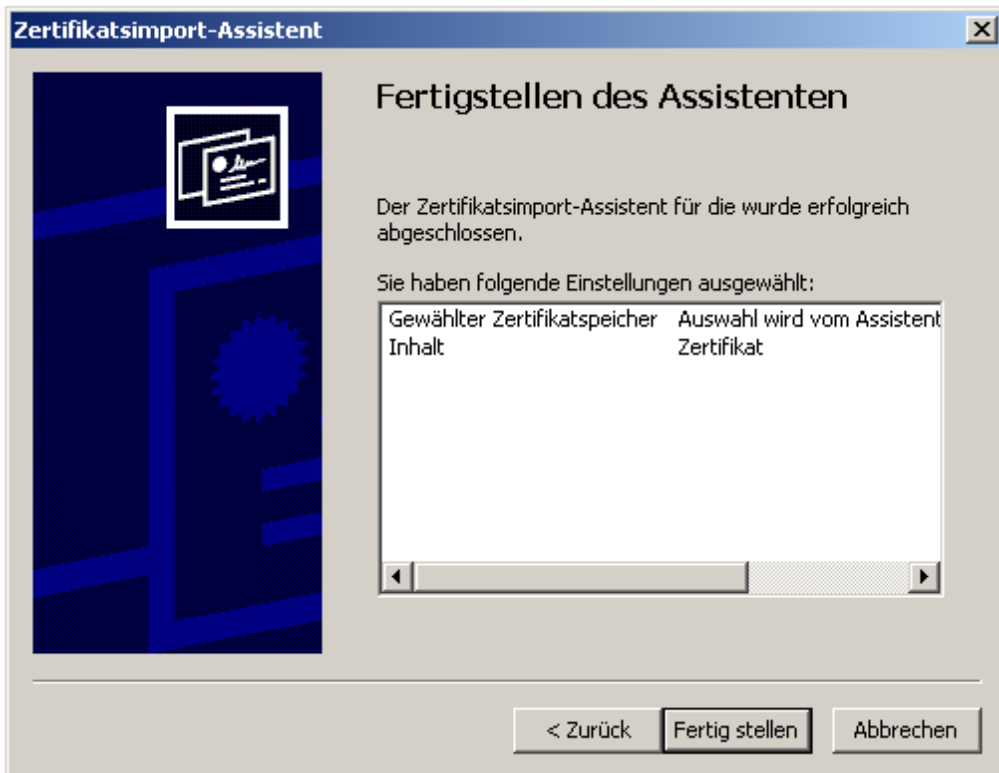 Zertifikatsimport-Assistent
Fertigstellen des Assistenten
Der Zertifikatsimport-Assistent für die wurde erfolgreich
abgeschlossen.
Sie haben folgende Einstellungen ausgewählt:
Gewählter Zertifikatspeicher Auswahl wird vom Assistent
Inhalt Zertifikat
< Zurück Fertig stellen Abbrechen